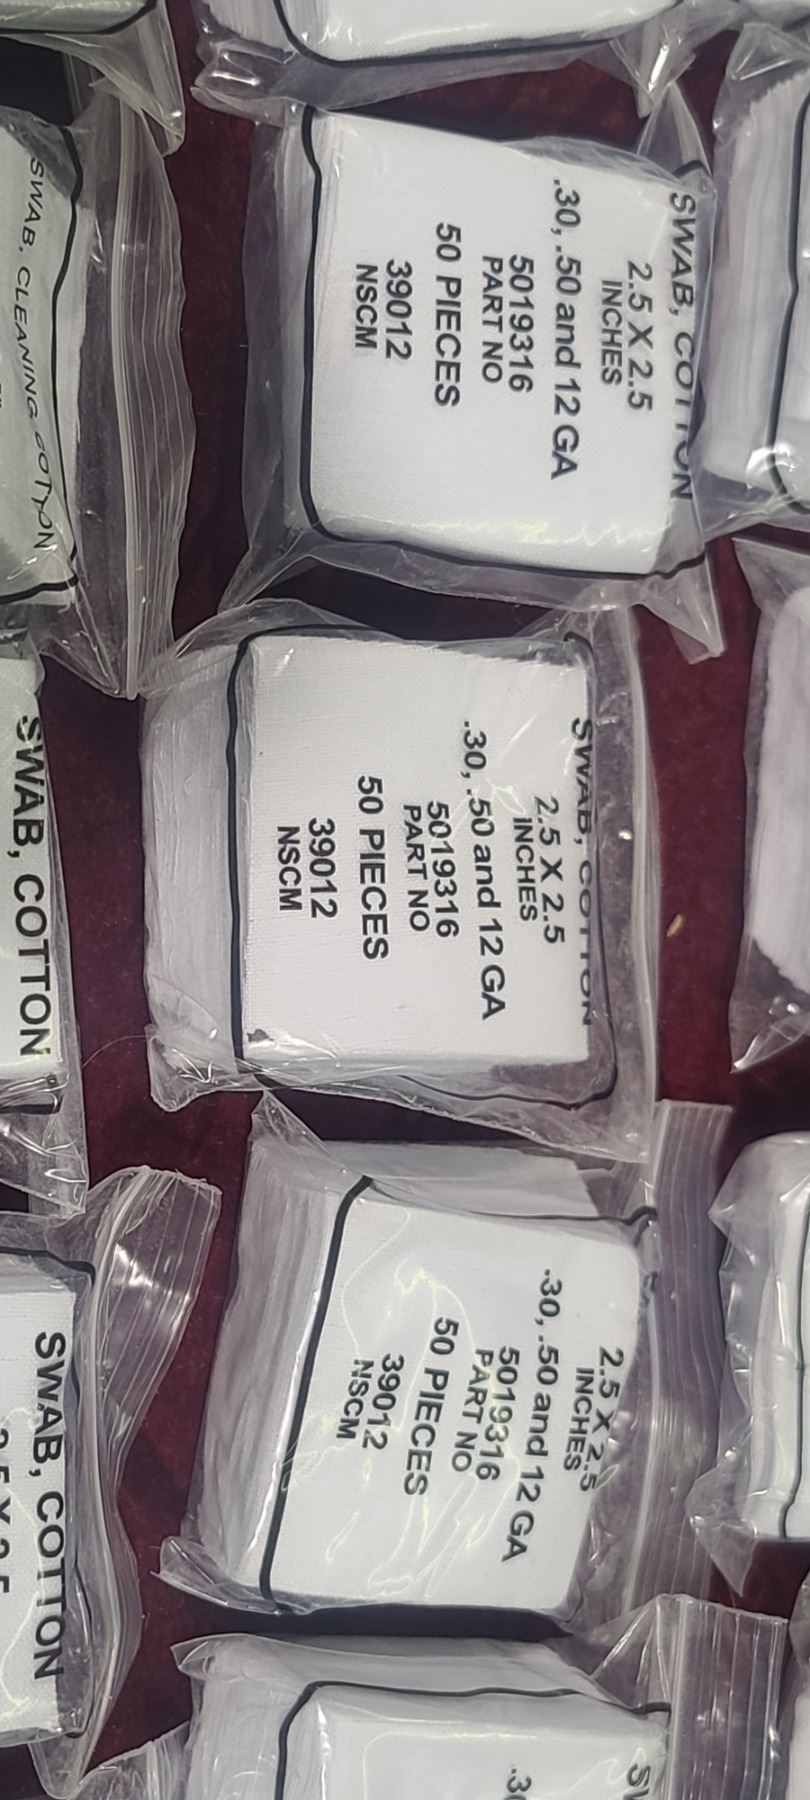 SWAB, COTTON
2.5 X 2.5
INCHES
.30, .50 and 12 GA
5019316
PART NO
50 PIECES
39012
NSCM
SWAB, COTTON
2.5 X 2.5
INCHES
.30, .50 and 12 GA
5019316
PART NO
50 PIECES
39012
NSCM
2.5 X 2.5
INCHES
.30, .50 and 12 GA
5019316
PART NO
50 PIECES
39012
NSCM
SWAB, CLEANING COTTON
SWAB, COTTON
SWAB, COTTON